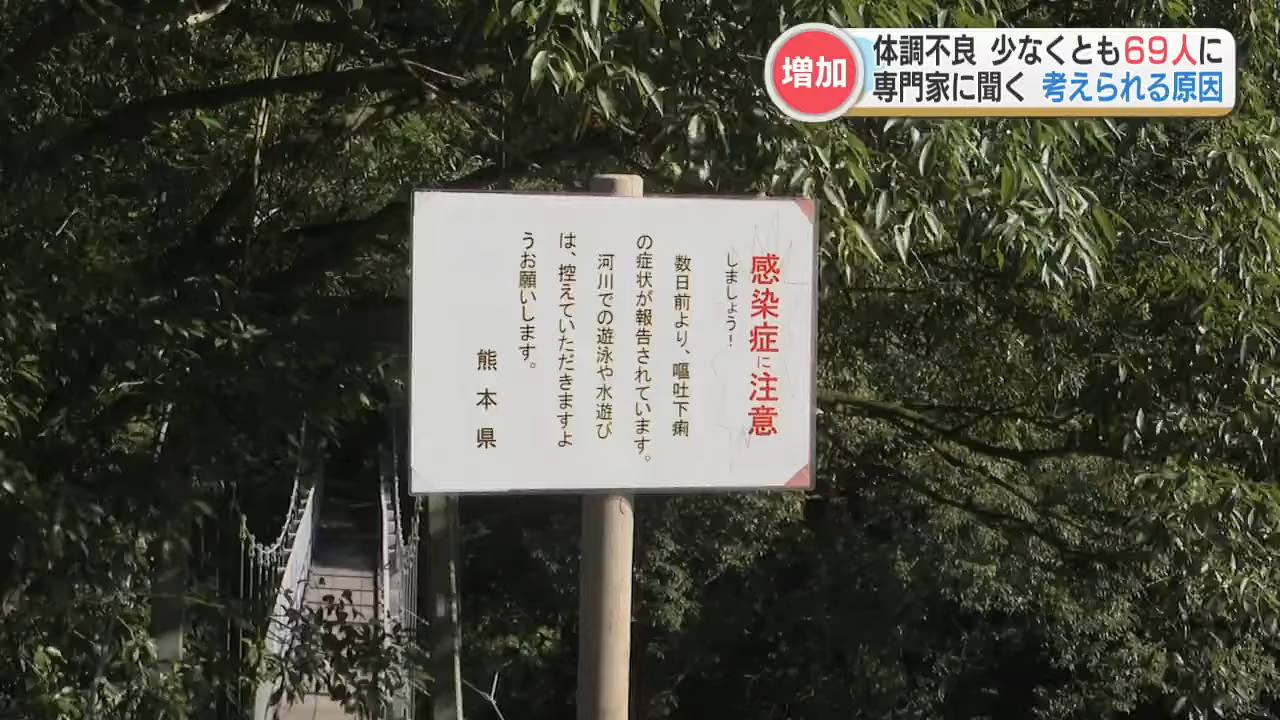 増加
体調不良 少なくとも69人に
専門家に聞く 考えられる原因
感染症に注意
しましょう!
数日前より、嘔吐下痢
の症状が報告されています。
河川での遊泳や水遊び
は、控えていただきますよ
うお願いします。
熊本県